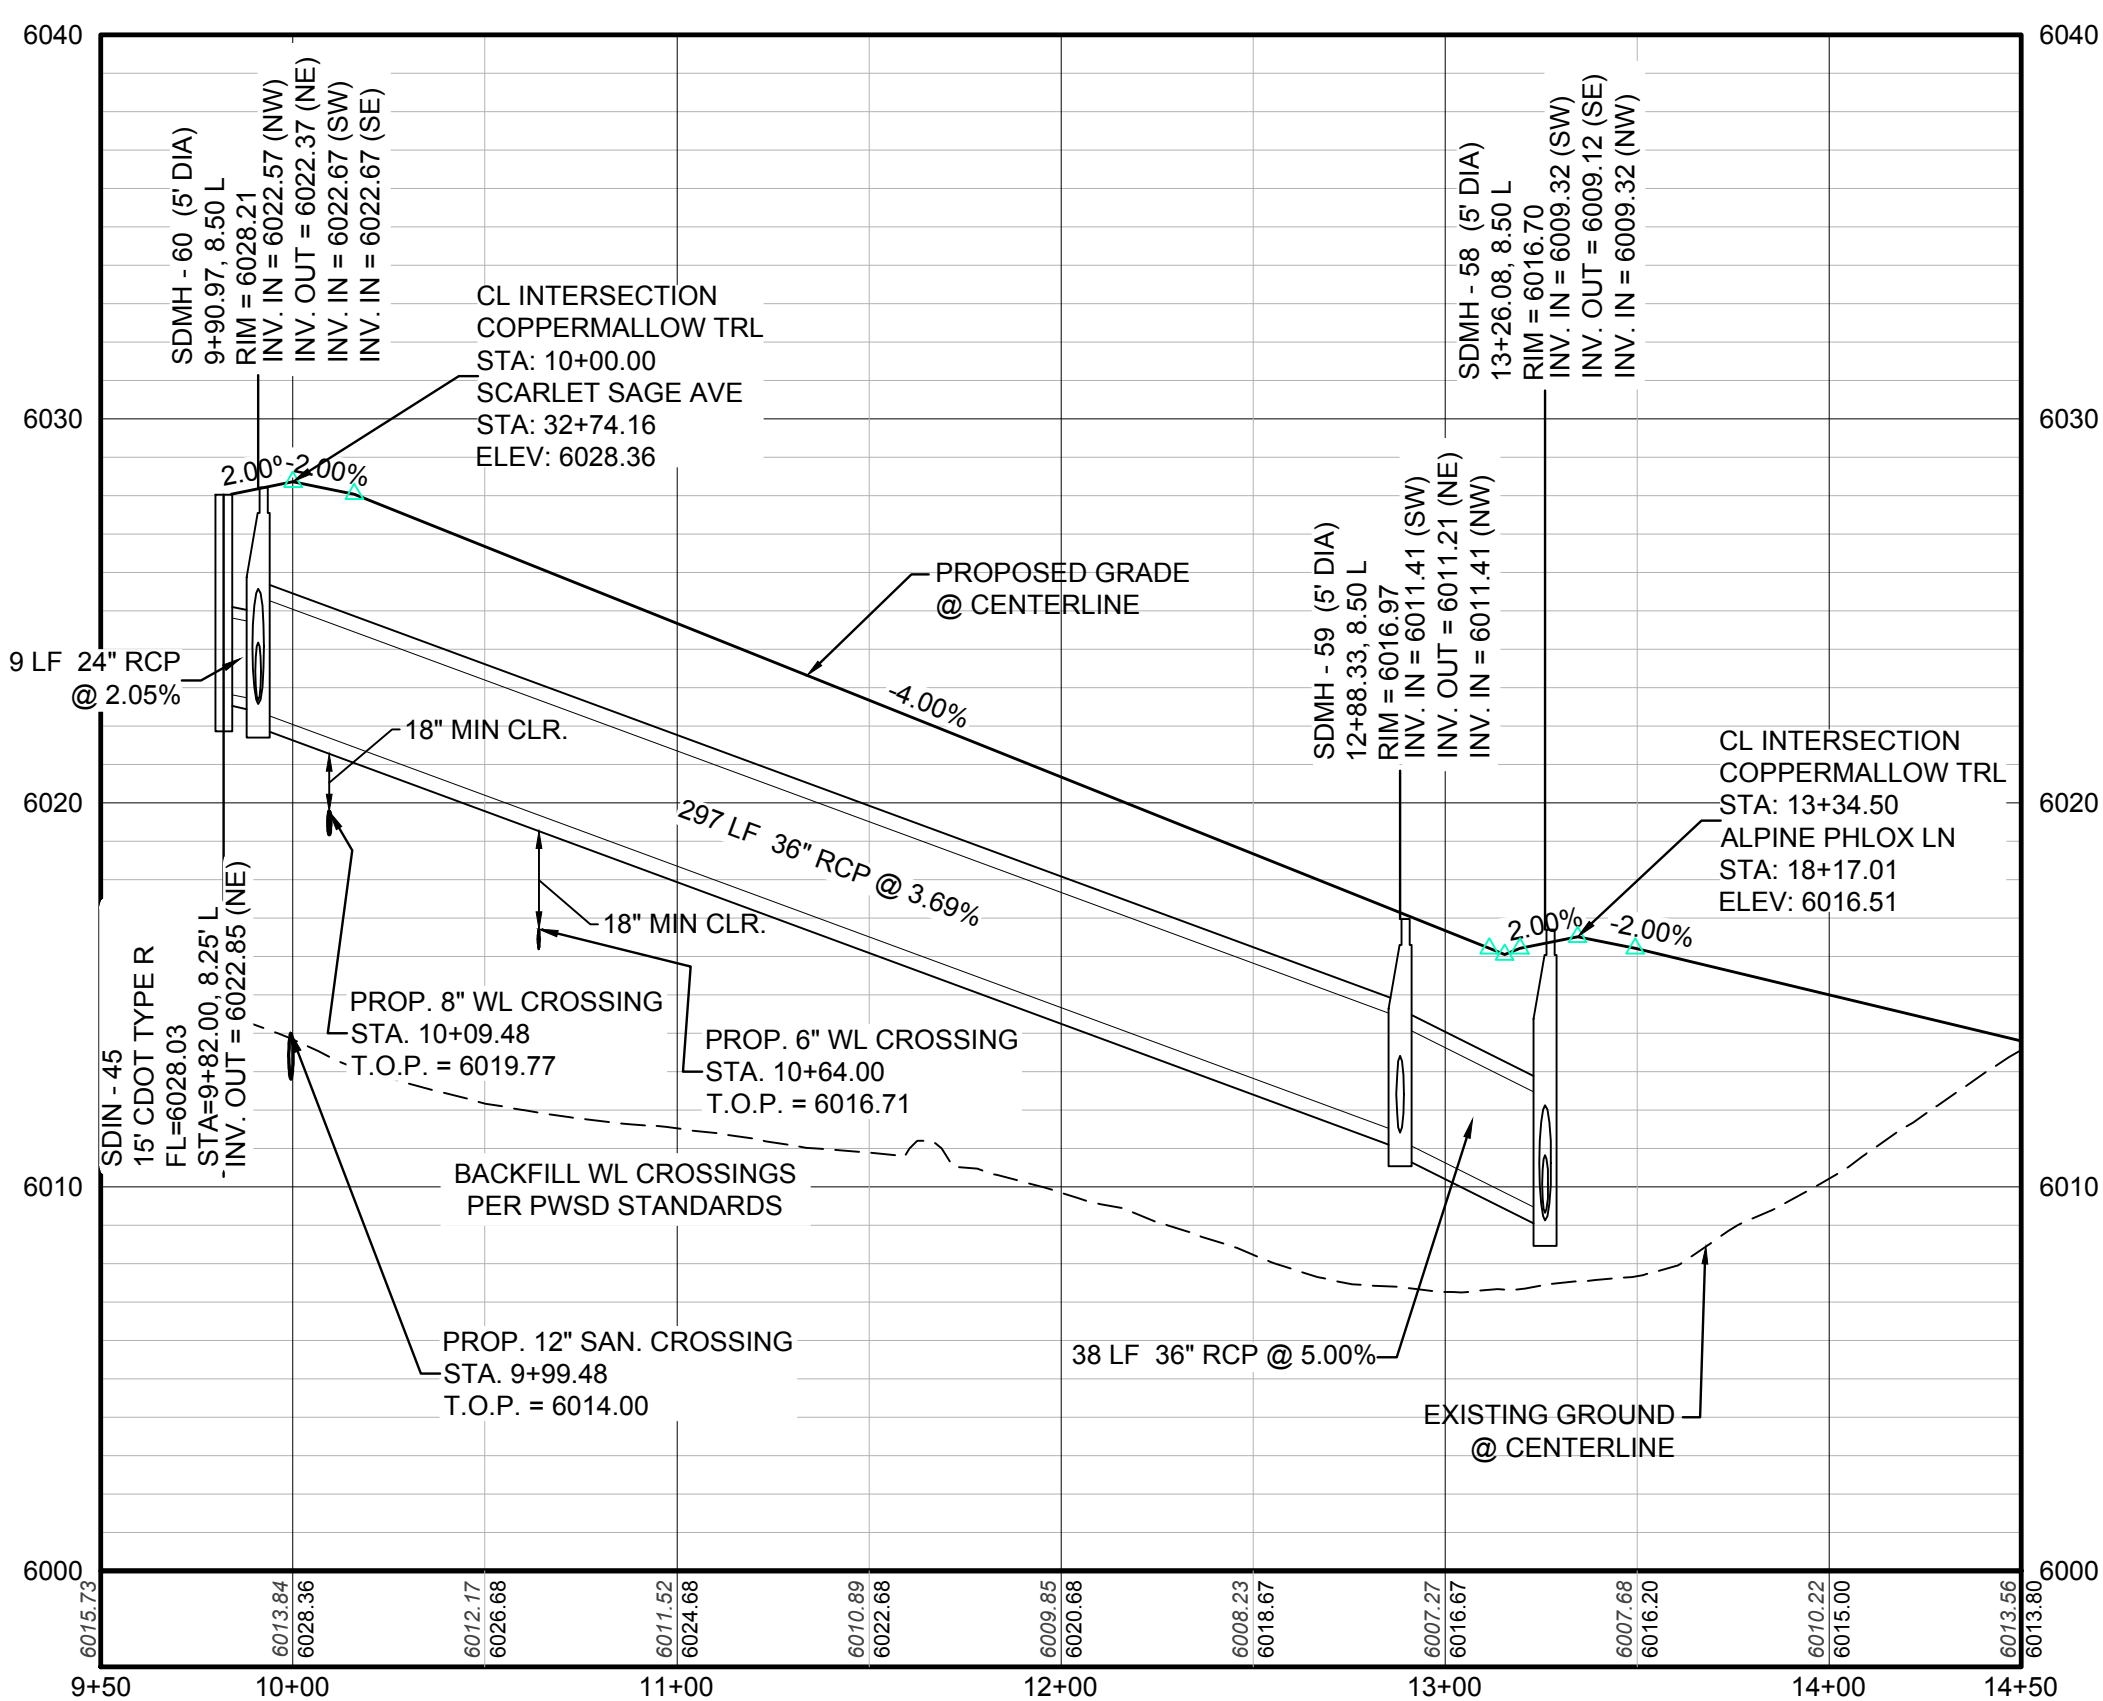 6040
6040
SDMH - 60 (5' DIA)
9+90.97, 8.50 L
RIM = 6028.21
INV. IN = 6022.57 (NW)
INV. OUT = 6022.37 (NE)
INV. IN = 6022.67 (SW)
INV. IN = 6022.67 (SE)
SDMH - 58 (5' DIA)
13+26.08, 8.50 L
RIM = 6016.70
INV. IN = 6009.32 (SW)
INV. OUT = 6009.12 (SE)
INV. IN = 6009.32 (NW)
CL INTERSECTION
COPPERMALLOW TRL
STA: 10+00.00
SCARLET SAGE AVE
STA: 32+74.16
ELEV: 6028.36
6030
6030
2.00%
-2.00%
SDMH - 59 (5' DIA)
12+88.33, 8.50 L
RIM = 6016.97
INV. IN = 6011.41 (SW)
INV. OUT = 6011.21 (NE)
INV. IN = 6011.41 (NW)
PROPOSED GRADE
@ CENTERLINE
9 LF 24" RCP
@ 2.05%
-4.00%
18" MIN CLR.
CL INTERSECTION
COPPERMALLOW TRL
STA: 13+34.50
ALPINE PHLOX LN
STA: 18+17.01
ELEV: 6016.51
6020
6020
297 LF 36" RCP @ 3.69%
18" MIN CLR.
2.00%
-2.00%
SDIN - 45
15' CDOT TYPE R
FL=6028.03
STA=9+82.00, 8.25' L
INV. OUT = 6022.85 (NE)
PROP. 8" WL CROSSING
STA. 10+09.48
T.O.P. = 6019.77
PROP. 6" WL CROSSING
STA. 10+64.00
T.O.P. = 6016.71
BACKFILL WL CROSSINGS
PER PWSD STANDARDS
6010
6010
PROP. 12" SAN. CROSSING
STA. 9+99.48
T.O.P. = 6014.00
38 LF 36" RCP @ 5.00%
EXISTING GROUND
@ CENTERLINE
6000
6000
6015.73
6013.84
6028.36
6012.17
6026.68
6011.52
6024.68
6010.89
6022.88
6009.85
6020.68
6008.23
6018.67
6007.27
6016.67
6007.68
6016.20
6010.22
6015.00
6013.56
6013.80
9+50
10+00
11+00
12+00
13+00
14+00
14+50